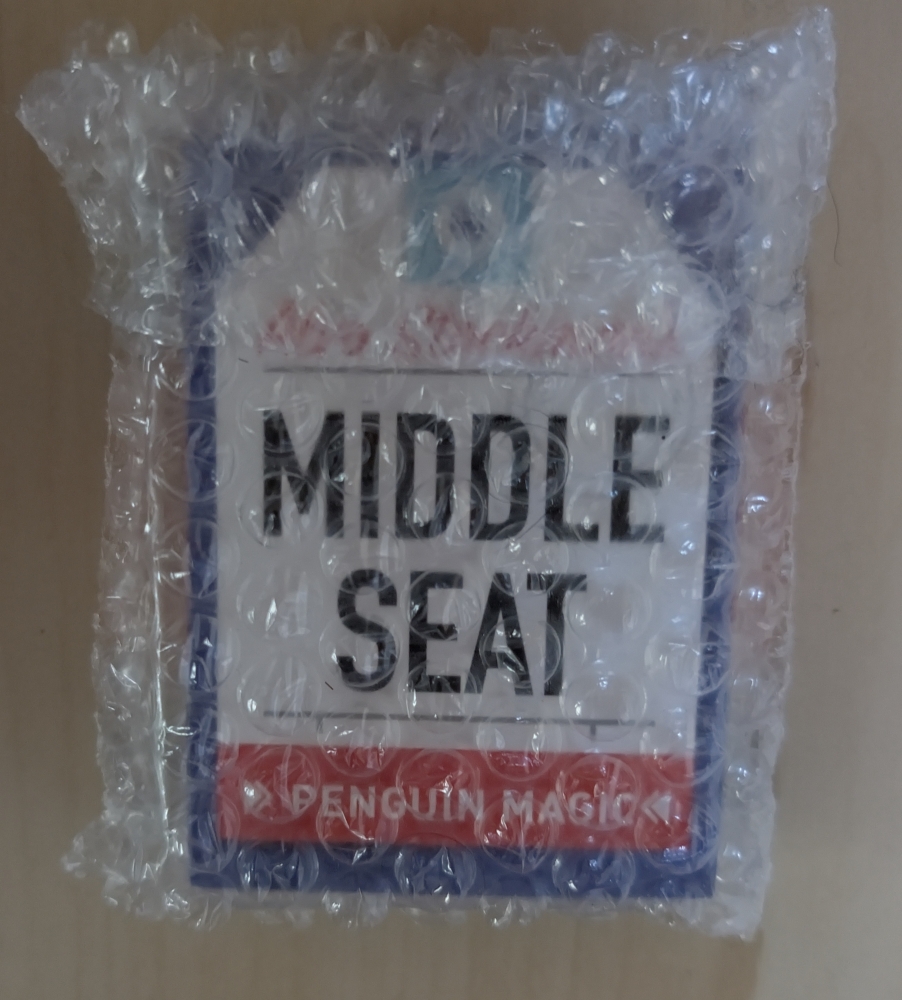 MIDDLE
SEAT
» PENGUIN MAGIC «